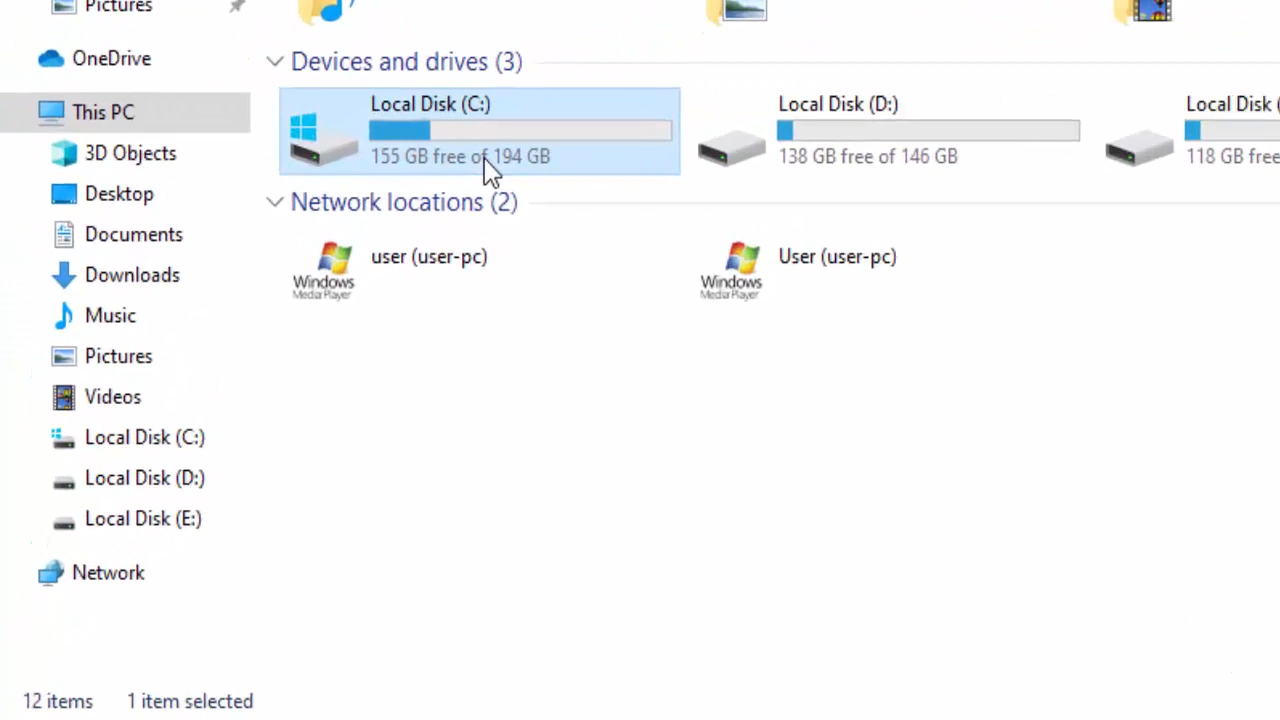 Pictures
OneDrive
This PC
3D Objects
Desktop
Documents
Downloads
Music
Pictures
Videos
Local Disk (C:)
Local Disk (D:)
Local Disk (E:)
Network
Devices and drives (3)
Local Disk (C:)
155 GB free of 194 GB
Local Disk (D:)
138 GB free of 146 GB
Local Disk (
118 GB free
Network locations (2)
user (user-pc)
Windows
Media Player
User (user-pc)
Windows
Media Player
12 items
1 item selected